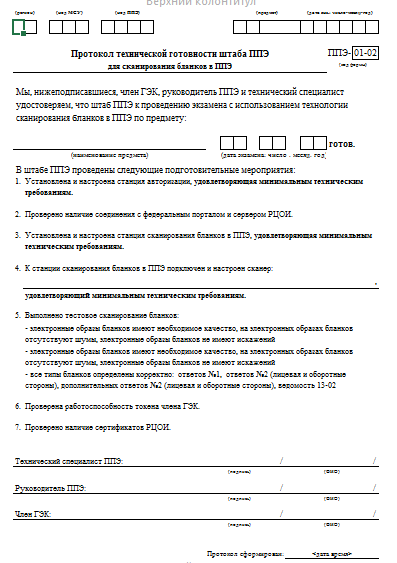 Верхний колонтитул
(регион) (код МСУ) (код ППЭ) (предмет) (дата экз. число-месяц-год)
Протокол технической готовности штаба ППЭ
для сканирования бланков в ППЭ
ППЭ- 01-02
(код формы)
Мы, нижеподписавшиеся, член ГЭК, руководитель ППЭ и технический специалист
удостоверяем, что штаб ППЭ к проведению экзамена с использованием технологии
сканирования бланков в ППЭ по предмету:
готов.
(наименование предмета) (дата экзамена: число . месяц. год)
В штабе ППЭ проведены следующие подготовительные мероприятия:
1. Установлена и настроена станция авторизации, удовлетворяющая минимальным техническим
требованиям.
2. Проверено наличие соединения с федеральным порталом и сервером РЦОИ.
3. Установлена и настроена станция сканирования бланков в ППЭ, удовлетворяющая минимальным
техническим требованиям.
4. К станции сканирования бланков в ППЭ подключен и настроен сканер:
,
удовлетворяющий минимальным техническим требованиям.
5. Выполнено тестовое сканирование бланков:
- электронные образы бланков имеют необходимое качество, на электронных образах бланков
отсутствуют шумы, электронные образы бланков не имеют искажений
- электронные образы бланков имеют необходимое качество, на электронных образах бланков
отсутствуют шумы, электронные образы бланков не имеют искажений
- все типы бланков определены корректно: ответов №1, ответов №2 (лицевая и оборотные
стороны), дополнительных ответов №2 (лицевая и оборотные стороны), ведомость 13-02
6. Проверена работоспособность токена члена ГЭК.
7. Проверено наличие сертификатов РЦОИ.
Технический специалист ППЭ: / /
(подпись) (ФИО)
Руководитель ППЭ: / /
(подпись) (ФИО)
Член ГЭК: / /
(подпись) (ФИО)
Протокол сформирован: <дата время>